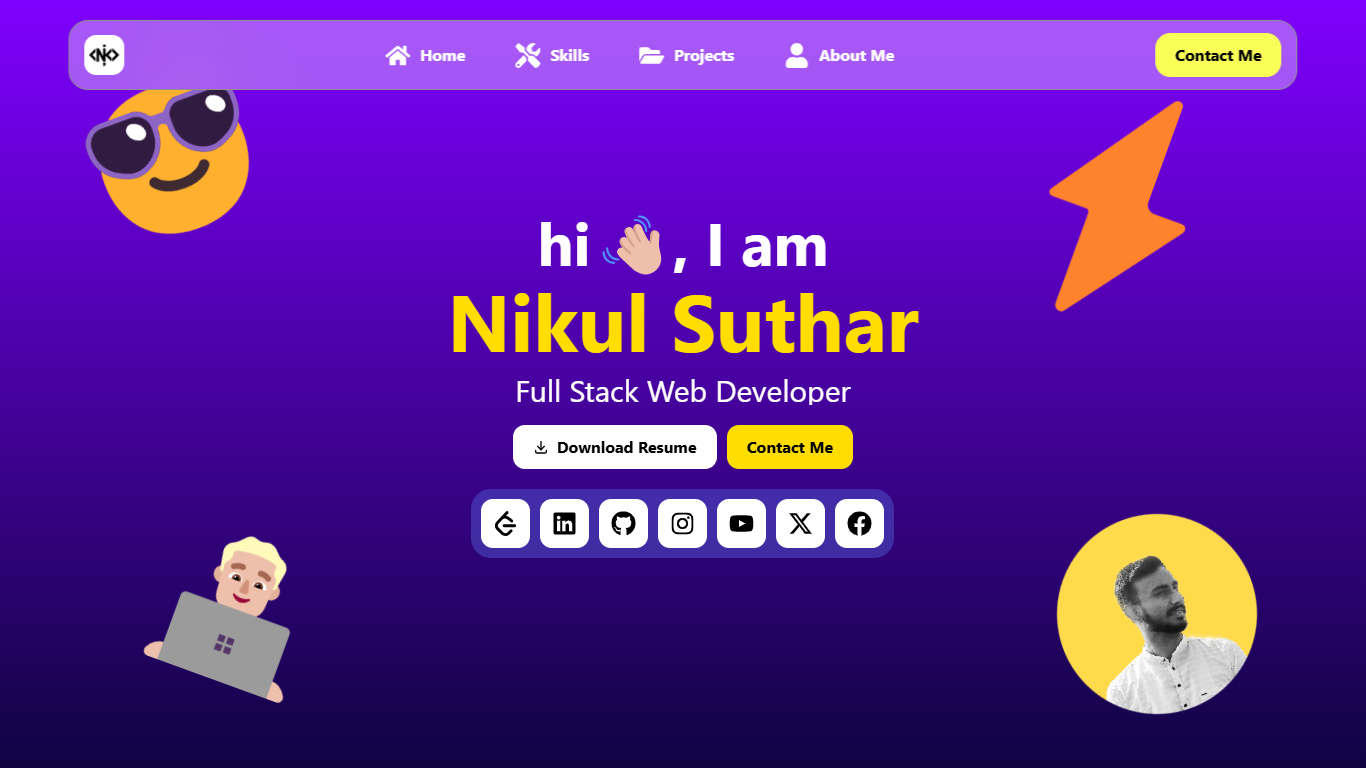 <N/>
Home
Skills
Projects
About Me
Contact Me
hi 👋, I am
Nikul Suthar
Full Stack Web Developer
Download Resume
Contact Me